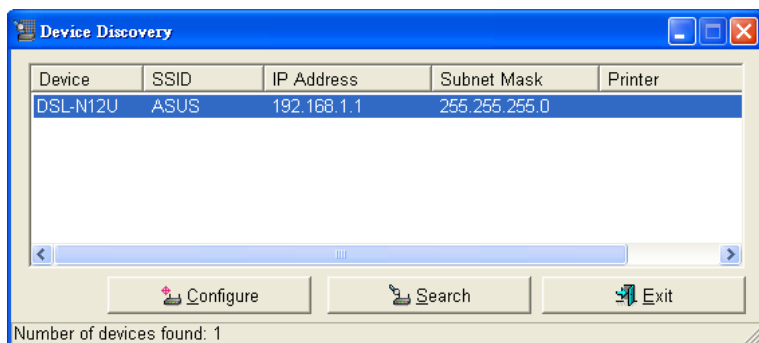 Device Discovery
Device SSID IP Address Subnet Mask Printer
DSL-N12U ASUS 192.168.1.1 255.255.255.0
Configure Search Exit
Number of devices found: 1